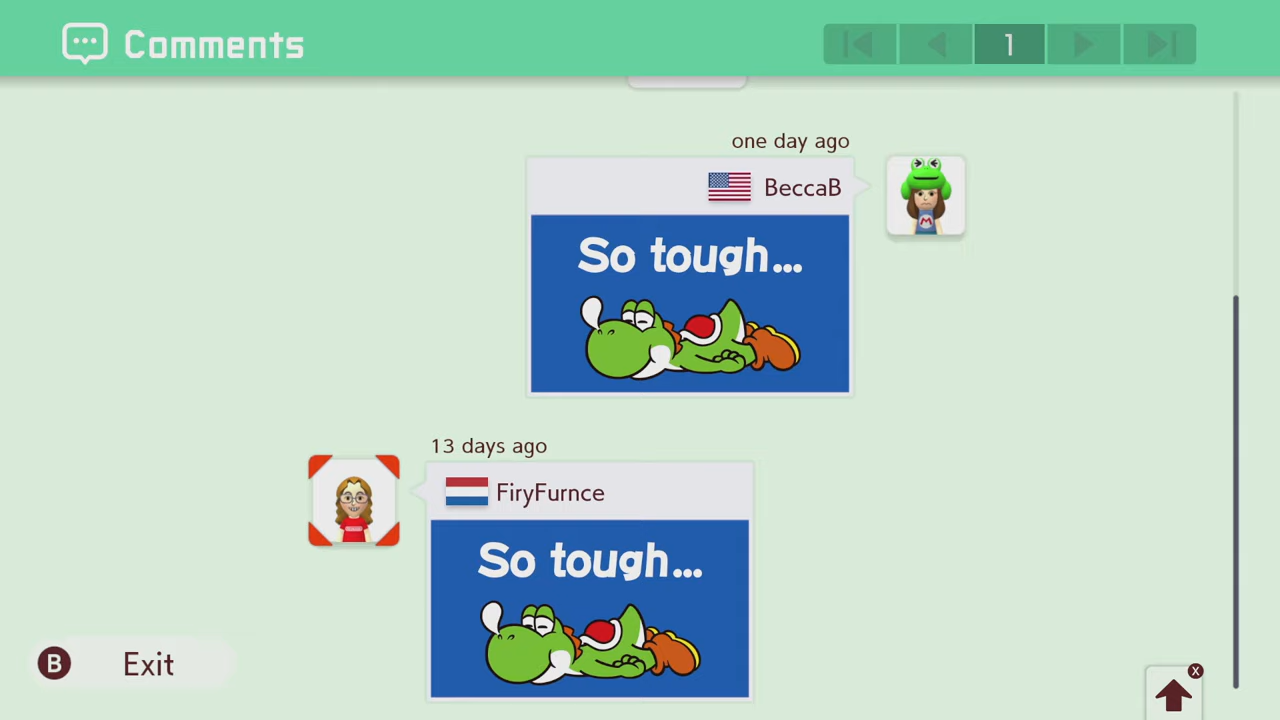 Comments
1
one day ago
BeccaB
So tough...
13 days ago
FiryFurnce
So tough...
B Exit
X